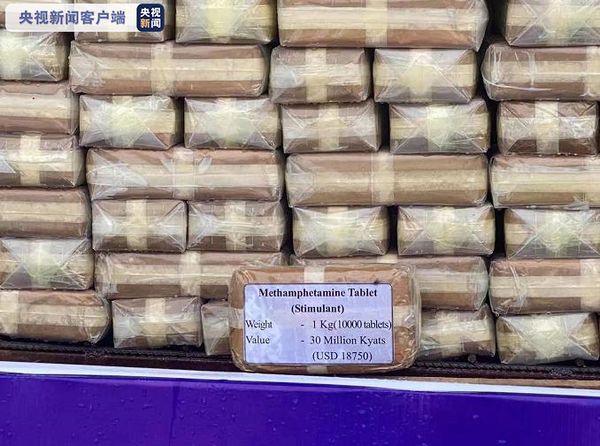 央视新闻客户端
央视新闻
Methamphetamine Tablet
(Stimulant)
Weight - 1 Kg(10000 tablets)
Value - 30 Million Kyats
(USD 18750)